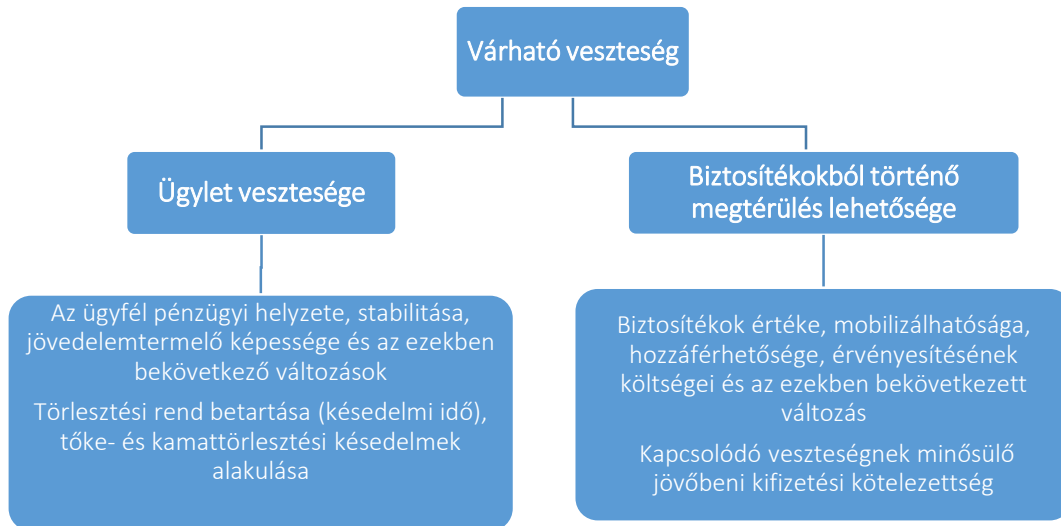 Várható veszteség
Ügylet vesztesége
Biztosítékokból történő
megtérülés lehetősége
Az ügyfél pénzügyi helyzete, stabilitása,
jövedelemtermelő képessége és az ezekben
bekövetkező változások
Törlesztési rend betartása (késedelmi idő),
tőke- és kamattörlesztési késedelmek
alakulása
Biztosítékok értéke, mobilizálhatósága,
hozzáférhetősége, érvényesítésének
költségei és az ezekben bekövetkezett
változás
Kapcsolódó veszteségnek minősülő
jövőbeni kifizetési kötelezettség